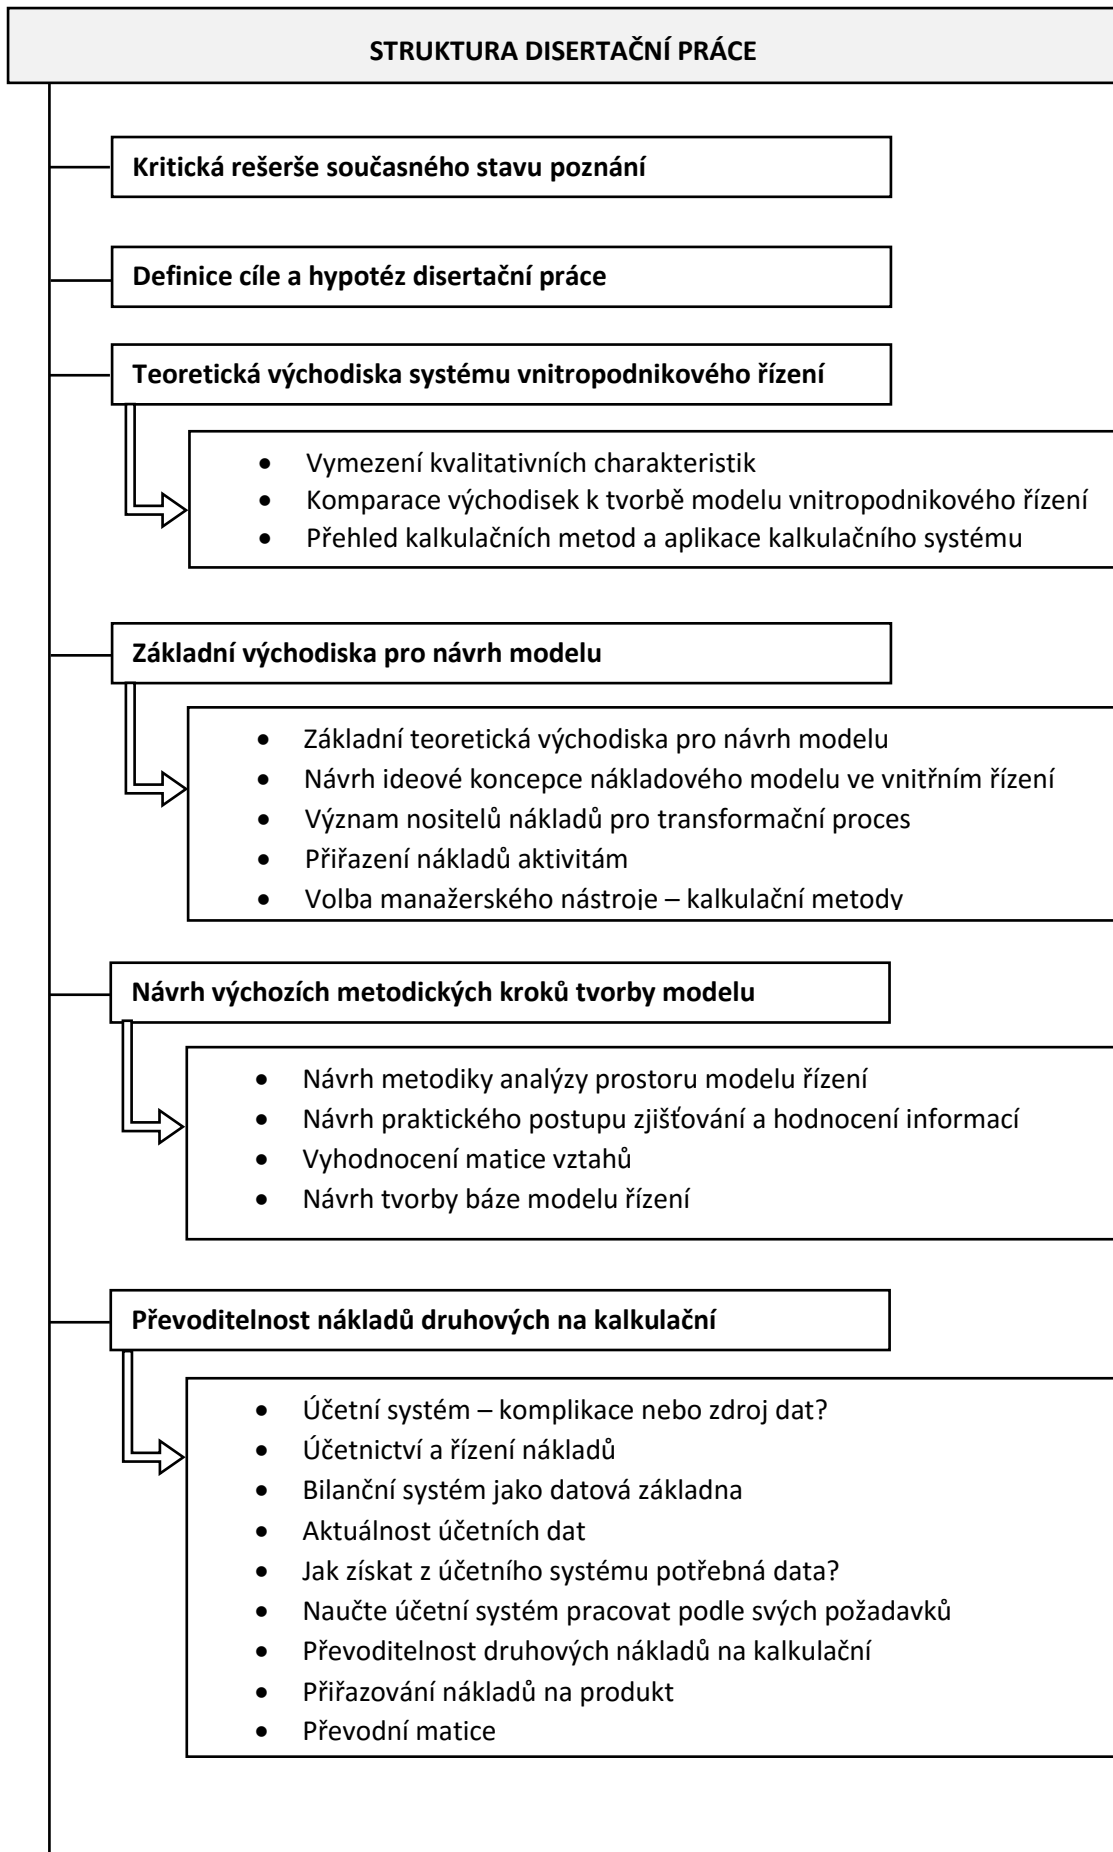 STRUKTURA DISERTAČNÍ PRÁCE
Kritická rešerše současného stavu poznání
Definice cíle a hypotéz disertační práce
Teoretická východiska systému vnitropodnikového řízení
• Vymezení kvalitativních charakteristik
• Komparace východisek k tvorbě modelu vnitropodnikového řízení
• Přehled kalkulačních metod a aplikace kalkulačního systému
Základní východiska pro návrh modelu
• Základní teoretická východiska pro návrh modelu
• Návrh ideové koncepce nákladového modelu ve vnitřním řízení
• Význam nositelů nákladů pro transformační proces
• Přiřazení nákladů aktivitám
• Volba manažerského nástroje – kalkulační metody
Návrh výchozích metodických kroků tvorby modelu
• Návrh metodiky analýzy prostoru modelu řízení
• Návrh praktického postupu zjišťování a hodnocení informací
• Vyhodnocení matice vztahů
• Návrh tvorby báze modelu řízení
Převoditelnost nákladů druhových na kalkulační
• Účetní systém – komplikace nebo zdroj dat?
• Účetnictví a řízení nákladů
• Bilanční systém jako datová základna
• Aktuálnost účetních dat
• Jak získat z účetního systému potřebná data?
• Naučte účetní systém pracovat podle svých požadavků
• Převoditelnost druhových nákladů na kalkulační
• Přiřazování nákladů na produkt
• Převodní matice